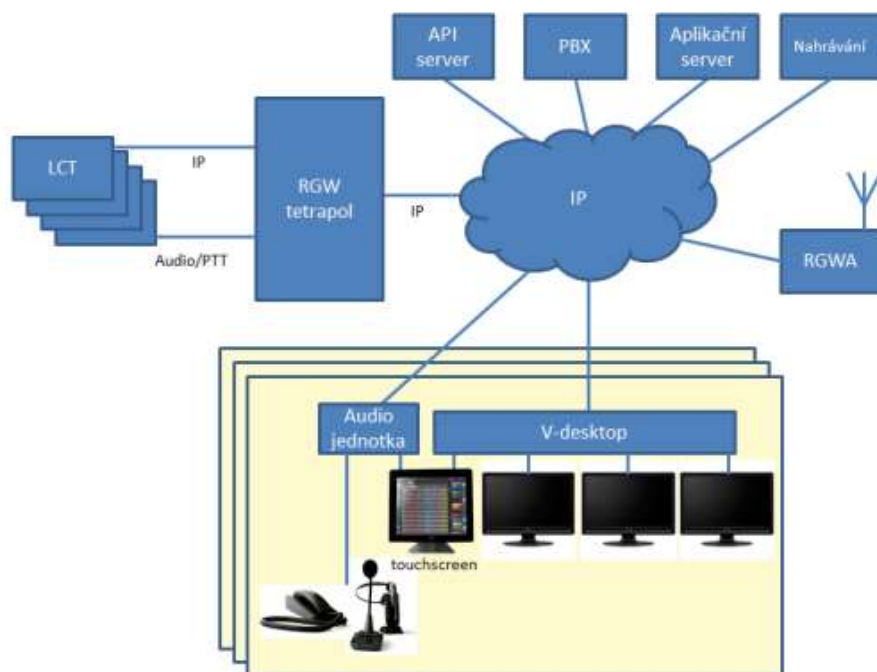 API
server
PBX
Aplikační
server
Nahrávání
LCT
IP
RGW
tetrapol
IP
IP
Audio/PTT
RGWA
Audio
jednotka
V-desktop
touchscreen